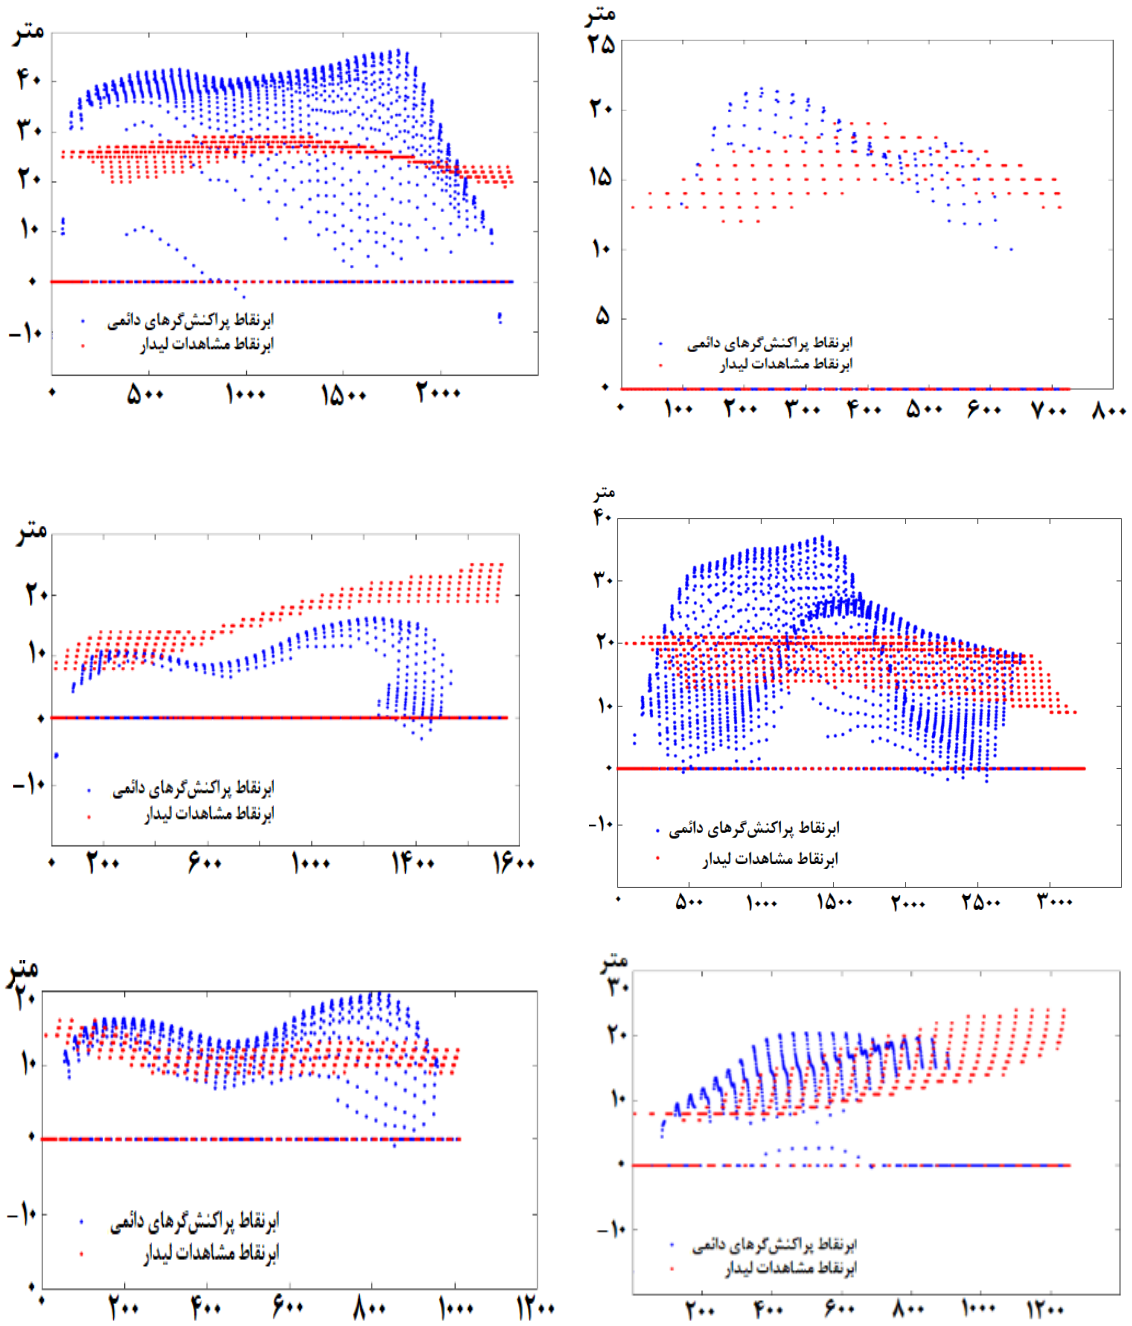 متر
۴۰
۳۰
۲۰
۱۰
۰
-۱۰
ابرنقاط پراکنش‌گرهای دائمی
ابرنقاط مشاهدات لیدار
۰ ۵۰۰ ۱۰۰۰ ۱۵۰۰ ۲۰۰۰
متر
۲۵
۲۰
۱۵
۱۰
۵
۰
ابرنقاط پراکنش‌گرهای دائمی
ابرنقاط مشاهدات لیدار
۰ ۱۰۰ ۲۰۰ ۳۰۰ ۴۰۰ ۵۰۰ ۶۰۰ ۷۰۰ ۸۰۰
متر
۲۰
۱۰
۰
-۱۰
ابرنقاط پراکنش‌گرهای دائمی
ابرنقاط مشاهدات لیدار
۰ ۲۰۰ ۶۰۰ ۱۰۰۰ ۱۴۰۰ ۱۶۰۰
متر
۴۰
۳۰
۲۰
۱۰
۰
-۱۰
ابرنقاط پراکنش‌گرهای دائمی
ابرنقاط مشاهدات لیدار
۰ ۵۰۰ ۱۰۰۰ ۱۵۰۰ ۲۰۰۰ ۲۵۰۰ ۳۰۰۰
متر
۲۰
۱۰
۰
-۱۰
ابرنقاط پراکنش‌گرهای دائمی
ابرنقاط مشاهدات لیدار
۰
۰ ۲۰۰ ۴۰۰ ۶۰۰ ۸۰۰ ۱۰۰۰ ۱۲۰۰
متر
۳۰
۲۰
۱۰
۰
-۱۰
ابرنقاط پراکنش‌گرهای دائمی
ابرنقاط مشاهدات لیدار
۲۰۰ ۴۰۰ ۶۰۰ ۸۰۰ ۱۰۰۰ ۱۲۰۰